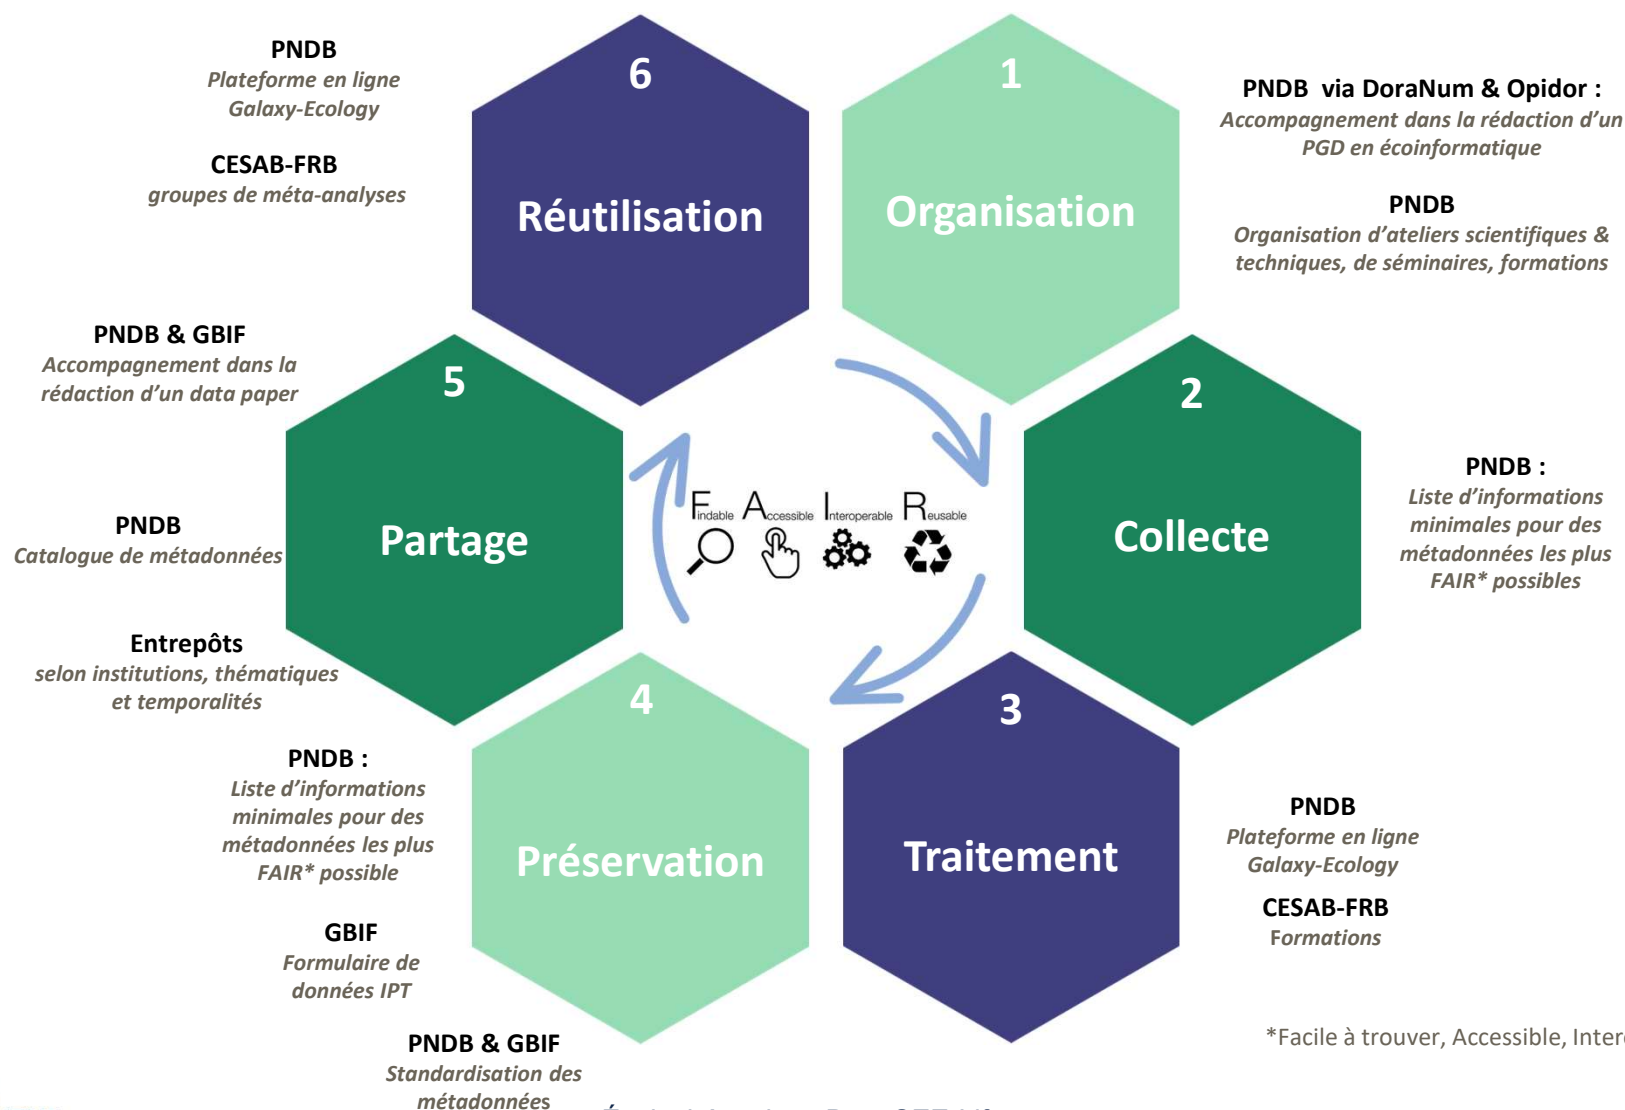 PNDB
Plateforme en ligne
Galaxy-Ecology
CESAB-FRB
groupes de méta-analyses
6
Réutilisation
1
Organisation
PNDB via DoraNum & Opidor :
Accompagnement dans la rédaction d'un
PGD en écoinformatique
PNDB
Organisation d'ateliers scientifiques &
techniques, de séminaires, formations
PNDB & GBIF
Accompagnement dans la
rédaction d'un data paper
PNDB
Catalogue de métadonnées
Entrepôts
selon institutions, thématiques
et temporalités
5
Partage
Findable Accessible Interoperable Reusable
2
Collecte
PNDB :
Liste d'informations
minimales pour des
métadonnées les plus
FAIR* possibles
PNDB :
Liste d'informations
minimales pour des
métadonnées les plus
FAIR* possible
GBIF
Formulaire de
données IPT
PNDB & GBIF
Standardisation des
métadonnées
4
Préservation
3
Traitement
PNDB
Plateforme en ligne
Galaxy-Ecology
CESAB-FRB
Formations
*Facile à trouver, Accessible, Inter